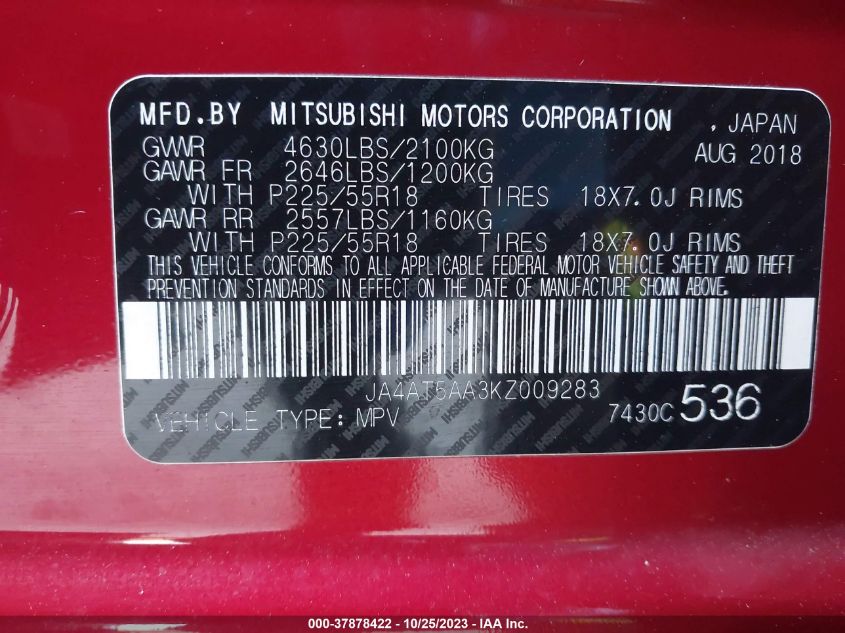 MFD.BY MITSUBISHI MOTORS CORPORATION , JAPAN
GVWR 4630LBS/2100KG AUG 2018
GAWR FR 2646LBS/1200KG
WITH P225/55R18 TIRES 18X7.0J RIMS
GAWR RR 2557LBS/1160KG
WITH P225/55R18 TIRES 18X7.0J RIMS
THIS VEHICLE CONFORMS TO ALL APPLICABLE FEDERAL MOTOR VEHICLE SAFETY AND THEFT
PREVENTION STANDARDS IN EFFECT ON THE DATE OF MANUFACTURE SHOWN ABOVE.
JA4AT5AA3KZ009283
VEHICLE TYPE:MPV 7430C 536
000-37878422 - 10/25/2023 - IAA Inc.